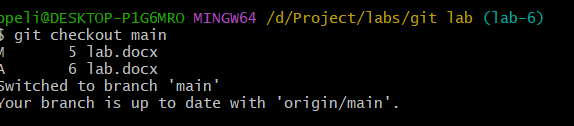 opeli@DESKTOP-P1G6MRO MINGW64 /d/Project/labs/git lab (lab-6)
$ git checkout main
M       5 lab.docx
A       6 lab.docx
Switched to branch 'main'
Your branch is up to date with 'origin/main'.